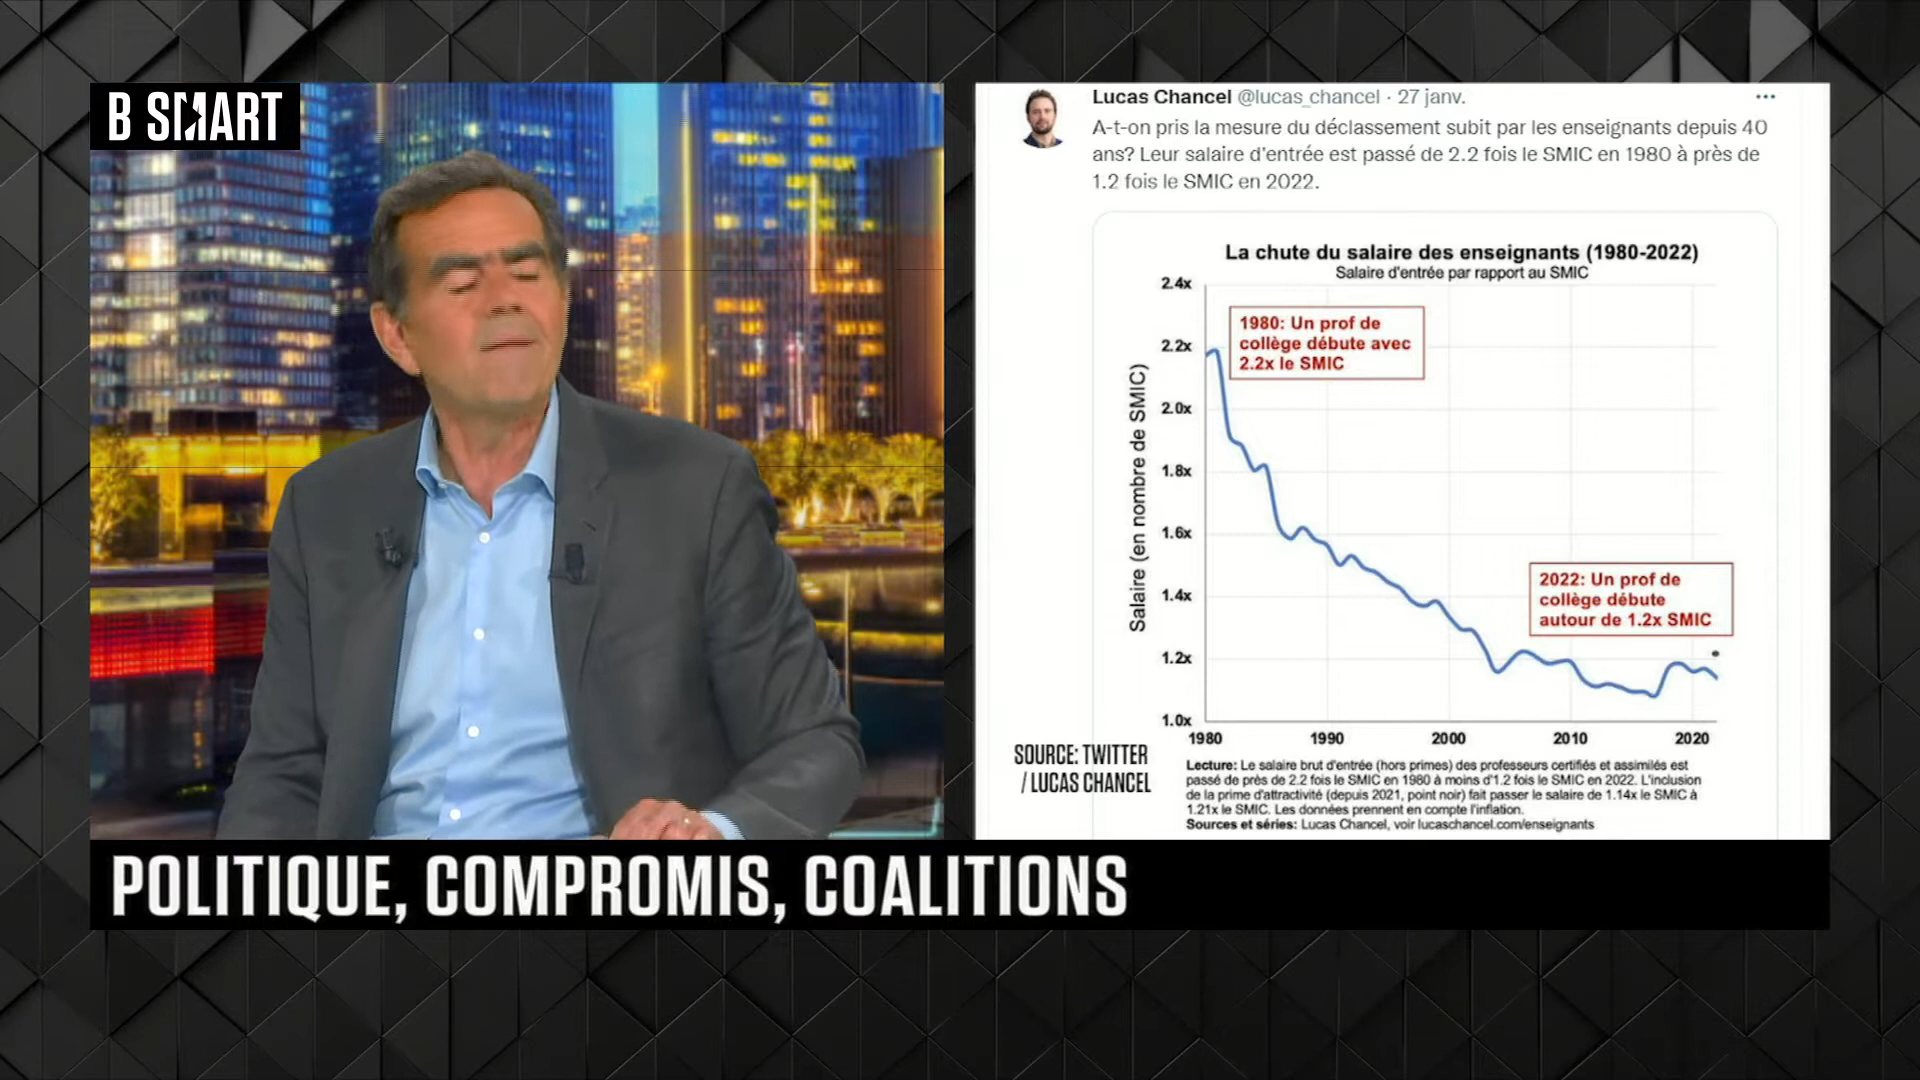 B SMART
Lucas Chancel @lucas_chancel · 27 janv.
A-t-on pris la mesure du déclassement subit par les enseignants depuis 40
ans? Leur salaire d'entrée est passé de 2.2 fois le SMIC en 1980 à près de
1.2 fois le SMIC en 2022.
La chute du salaire des enseignants (1980-2022)
Salaire d'entrée par rapport au SMIC
Salaire (en nombre de SMIC)
2.4x
2.2x
2.0x
1.8x
1.6x
1.4x
1.2x
1.0x
1980: Un prof de
collège débute avec
2.2x le SMIC
2022: Un prof de
collège débute
autour de 1.2x SMIC
1980
1990
2000
2010
2020
SOURCE: TWITTER
/ LUCAS CHANCEL
Lecture: Le salaire brut d'entrée (hors primes) des professeurs certifiés et assimilés est
passé de près de 2.2 fois le SMIC en 1980 à moins d'1.2 fois le SMIC en 2022. L'inclusion
de la prime d'attractivité (depuis 2021, point noir) fait passer le salaire de 1.14x le SMIC à
1.21x le SMIC. Les données prennent en compte l'inflation.
Sources et séries: Lucas Chancel, voir lucaschancel.com/enseignants
POLITIQUE, COMPROMIS, COALITIONS